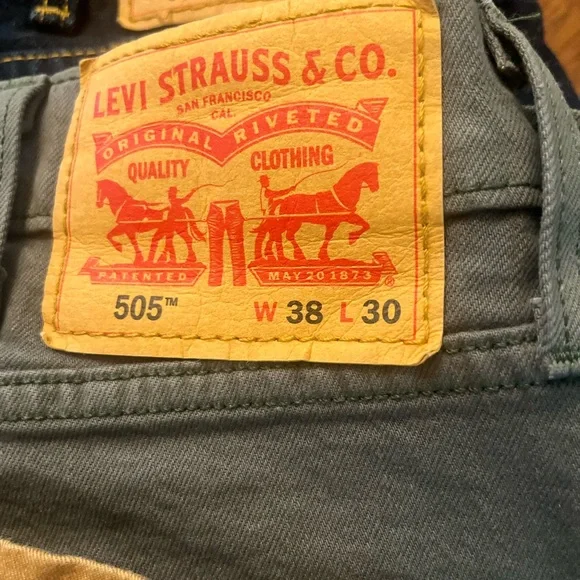 LEVI STRAUSS & CO.
SAN FRANCISCO
CAL.
ORIGINAL RIVETED
QUALITY CLOTHING
PATENTED MAY 20 1873
505™ W 38 L 30